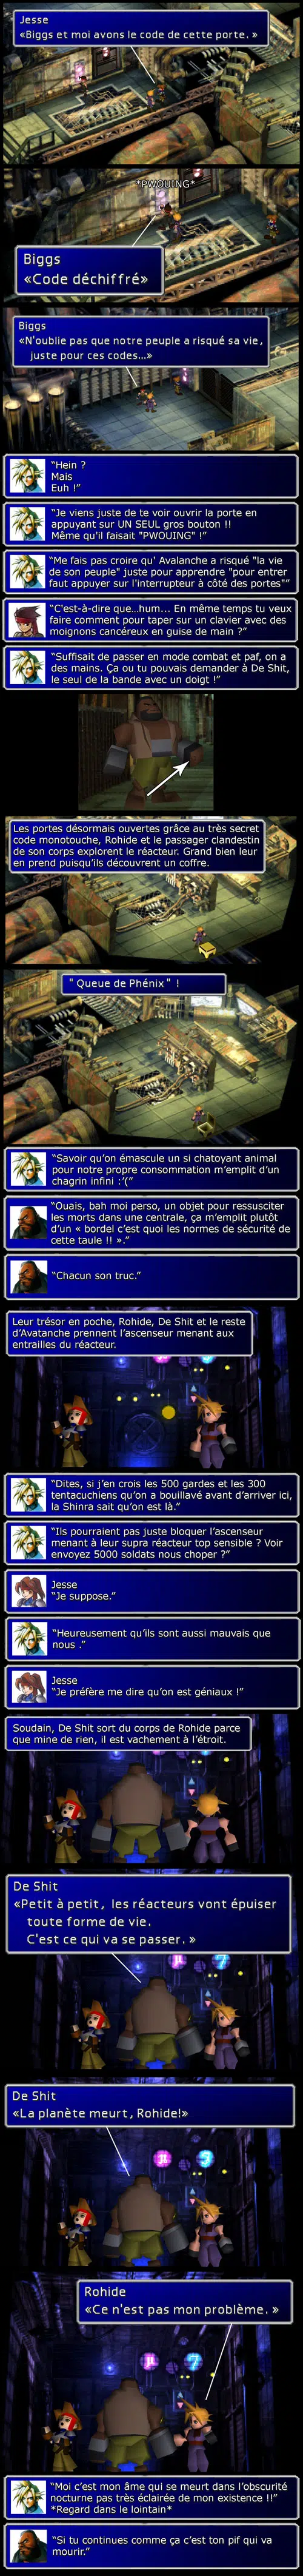 Jesse
«Biggs et moi avons le code de cette porte. »
*PWOUING*
Biggs
«Code déchiffré»
Biggs
«N'oublie pas que notre peuple a risqué sa vie,
juste pour ces codes...»
“Hein ?
Mais
Euh !”
“Je viens juste de te voir ouvrir la porte en
appuyant sur UN SEUL gros bouton !!
Même qu'il faisait "PWOUING" !”
“Me fais pas croire qu' Avalanche a risqué "la vie
de son peuple" juste pour apprendre "pour entrer
faut appuyer sur l'interrupteur à côté des portes"”
“C'est-à-dire que...hum... En même temps tu veux
faire comment pour taper sur un clavier avec des
moignons cancéreux en guise de main ?”
“Suffisait de passer en mode combat et paf, on a
des mains. Ça ou tu pouvais demander à De Shit,
le seul de la bande avec un doigt !”
Les portes désormais ouvertes grâce au très secret
code monotouche, Rohide et le passager clandestin
de son corps explorent le réacteur. Grand bien leur
en prend puisqu’ils découvrent un coffre.
" Queue de Phénix" !
“Savoir qu’on émascule un si chatoyant animal
pour notre propre consommation m’emplit d’un
chagrin infini :’(”
“Ouais, bah moi perso, un objet pour ressusciter
les morts dans une centrale, ça m’emplit plutôt
d’un « bordel c’est quoi les normes de sécurité de
cette taule !! ».”
“Chacun son truc.”
Leur trésor en poche, Rohide, De Shit et le reste
d’Avatanche prennent l’ascenseur menant aux
entrailles du réacteur.
“Dites, si j’en crois les 500 gardes et les 300
tentacuchiens qu’on a bouillavé avant d’arriver ici,
la Shinra sait qu’on est là.”
“Ils pourraient pas juste bloquer l’ascenseur
menant à leur supra réacteur top sensible ? Voir
envoyez 5000 soldats nous choper ?”
Jesse
“Je suppose.”
“Heureusement qu’ils sont aussi mauvais que
nous .”
Jesse
“Je préfère me dire qu’on est géniaux !”
Soudain, De Shit sort du corps de Rohide parce
que mine de rien, il est vachement à l’étroit.
De Shit
«Petit à petit, les réacteurs vont épuiser
toute forme de vie.
C'est ce qui va se passer. »
De Shit
«La planète meurt, Rohide!»
Rohide
«Ce n'est pas mon problème. »
“Moi c’est mon âme qui se meurt dans l’obscurité
nocturne pas très éclairée de mon existence !!”
*Regard dans le lointain*
“Si tu continues comme ça c’est ton pif qui va
mourir.”